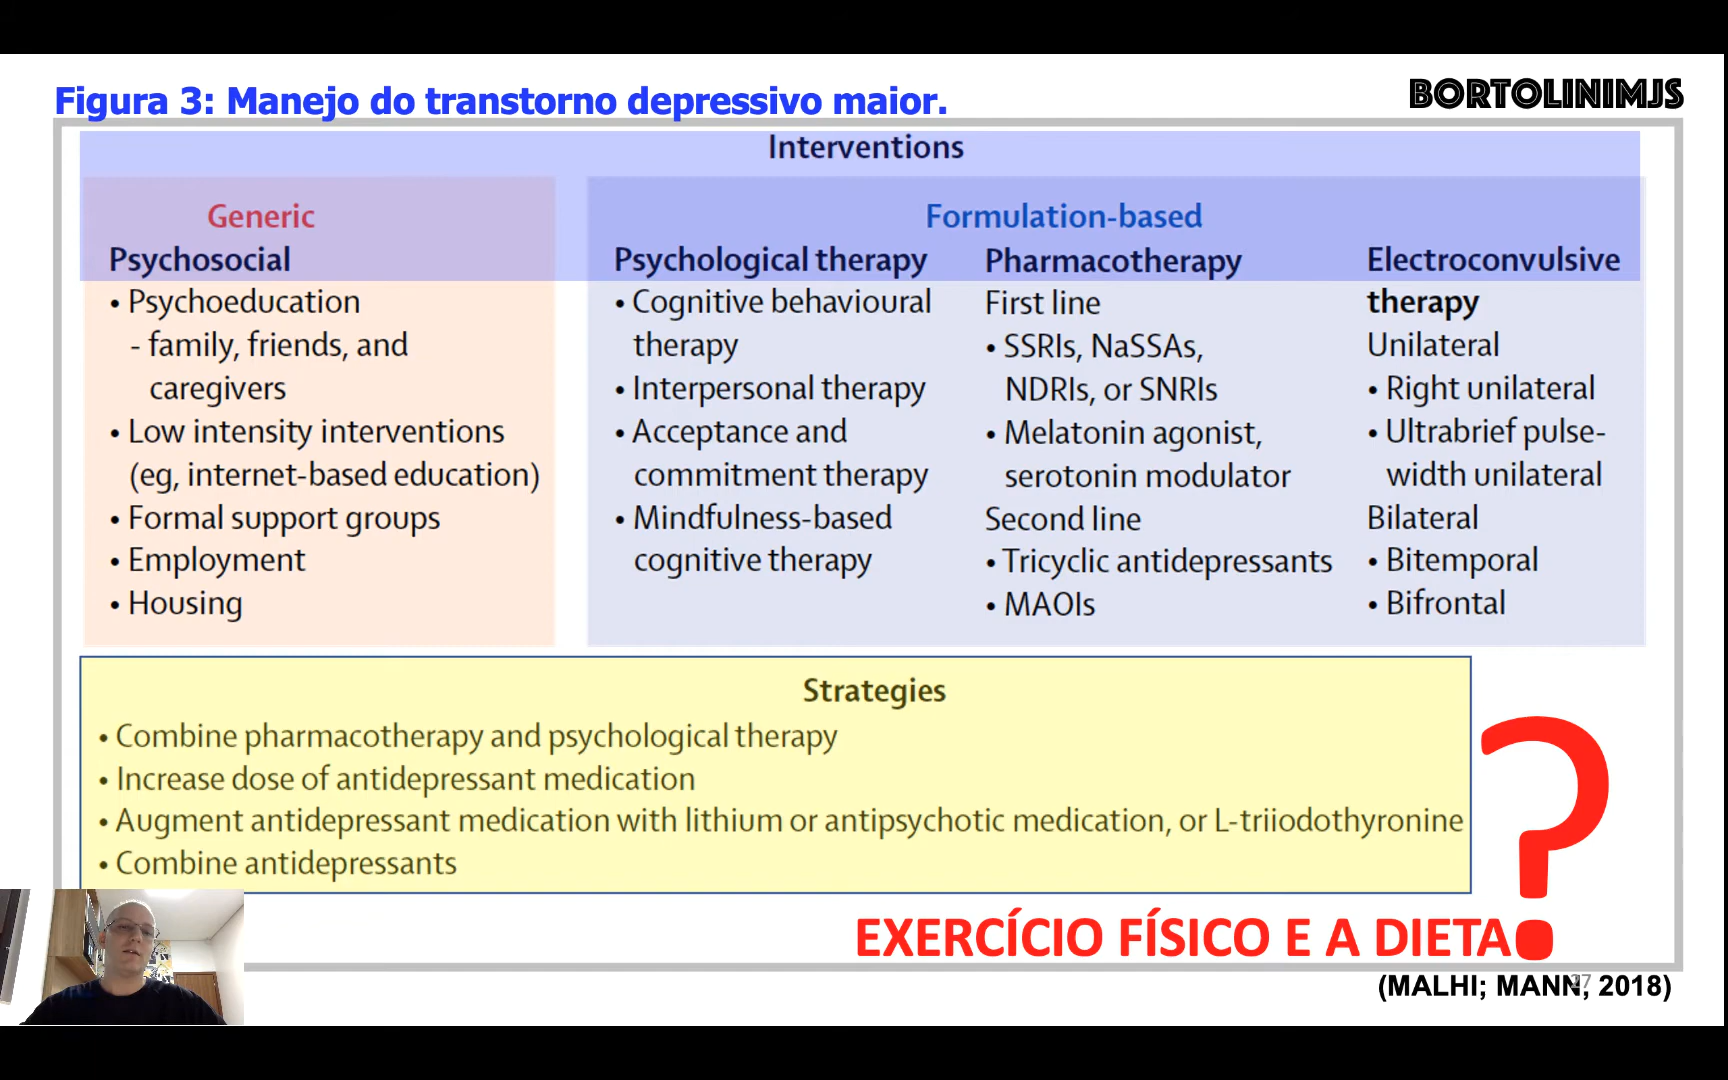 Figura 3: Manejo do transtorno depressivo maior.
BORTOLINIMJS
Interventions
Generic
Psychosocial
• Psychoeducation
- family, friends, and
caregivers
• Low intensity interventions
(eg, internet-based education)
• Formal support groups
• Employment
• Housing
Formulation-based
Psychological therapy
• Cognitive behavioural
therapy
• Interpersonal therapy
• Acceptance and
commitment therapy
• Mindfulness-based
cognitive therapy
Pharmacotherapy
First line
• SSRIs, NaSSAs,
NDRIs, or SNRIs
• Melatonin agonist,
serotonin modulator
Second line
• Tricyclic antidepressants
• MAOIs
Electroconvulsive
therapy
Unilateral
• Right unilateral
• Ultrabrief pulse-
width unilateral
Bilateral
• Bitemporal
• Bifrontal
Strategies
• Combine pharmacotherapy and psychological therapy
• Increase dose of antidepressant medication
• Augment antidepressant medication with lithium or antipsychotic medication, or L-triiodothyronine
• Combine antidepressants
EXERCÍCIO FÍSICO E A DIETA?
(MALHI; MANN, 2018)
27